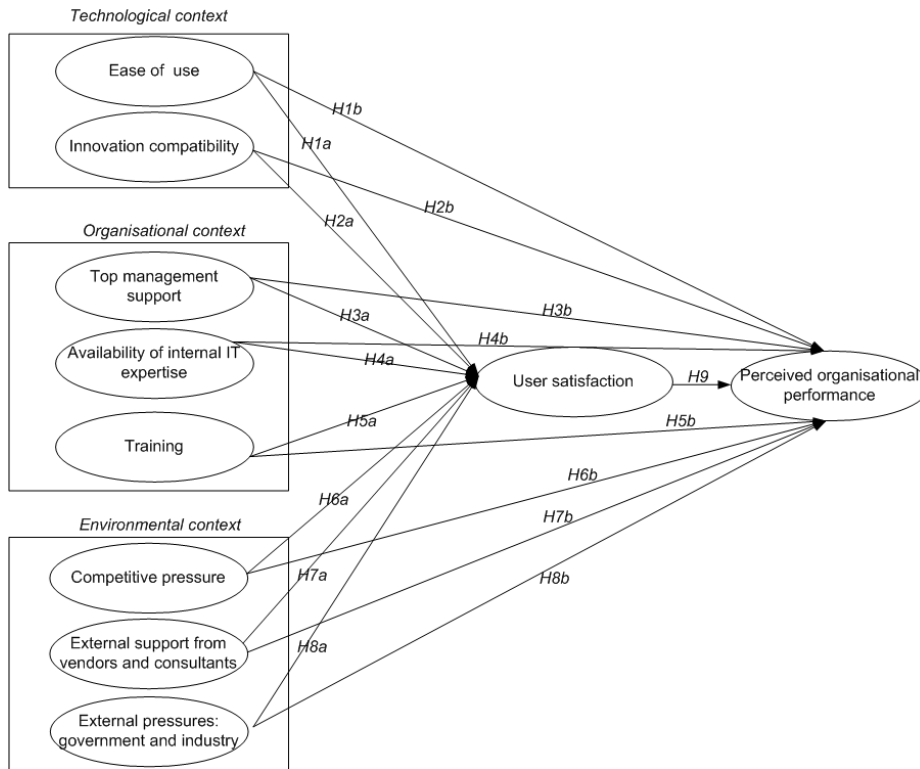 Technological context
Ease of use
Innovation compatibility
H1b
H1a
H2a
H2b
Organisational context
Top management
support
Availability of internal IT
expertise
Training
H3a
H3b
H4b
H4a
H5a
H5b
User satisfaction
H9
Perceived organisational
performance
Environmental context
Competitive pressure
External support from
vendors and consultants
External pressures:
government and industry
H6a
H6b
H7b
H7a
H8b
H8a